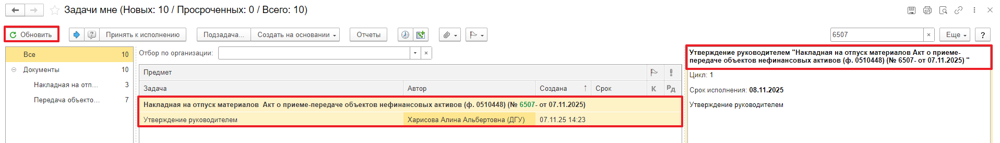 Задачи мне (Новых: 10 / Просроченных: 0 / Всего: 10)
Обновить Принять к исполнению Подзадача... Создать на основании Отчеты 6507 × Еще ?
Все 10
Документы 10
Накладная на отп... 3
Передача объекто... 7
Отбор по организации: ×
Предмет !
Задача Автор Создана ↑ Срок К Рд
Накладная на отпуск материалов Акт о приеме-передаче объектов нефинансовых активов (ф. 0510448) (№ 6507- от 07.11.2025)
Утверждение руководителем Харисова Алина Альбертовна (ДГУ) 07.11.25 14:23
Утверждение руководителем "Накладная на отпуск материалов Акт о приеме-
передаче объектов нефинансовых активов (ф. 0510448) (№ 6507- от 07.11.2025) "
Цикл: 1
Срок исполнения: 08.11.2025
Утверждение руководителем